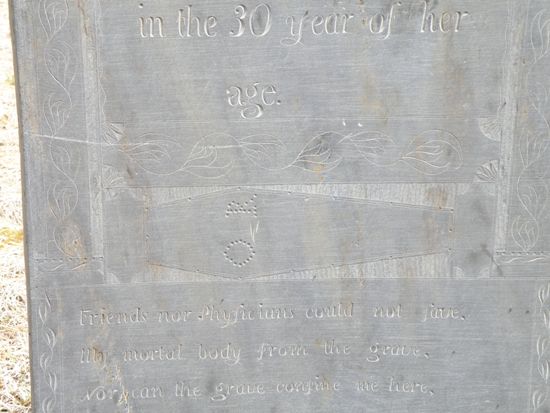 in the 30 year of her
age.
Friends nor Phyſicians could not ſave,
My mortal body from the grave,
Nor can the grave confine me here,